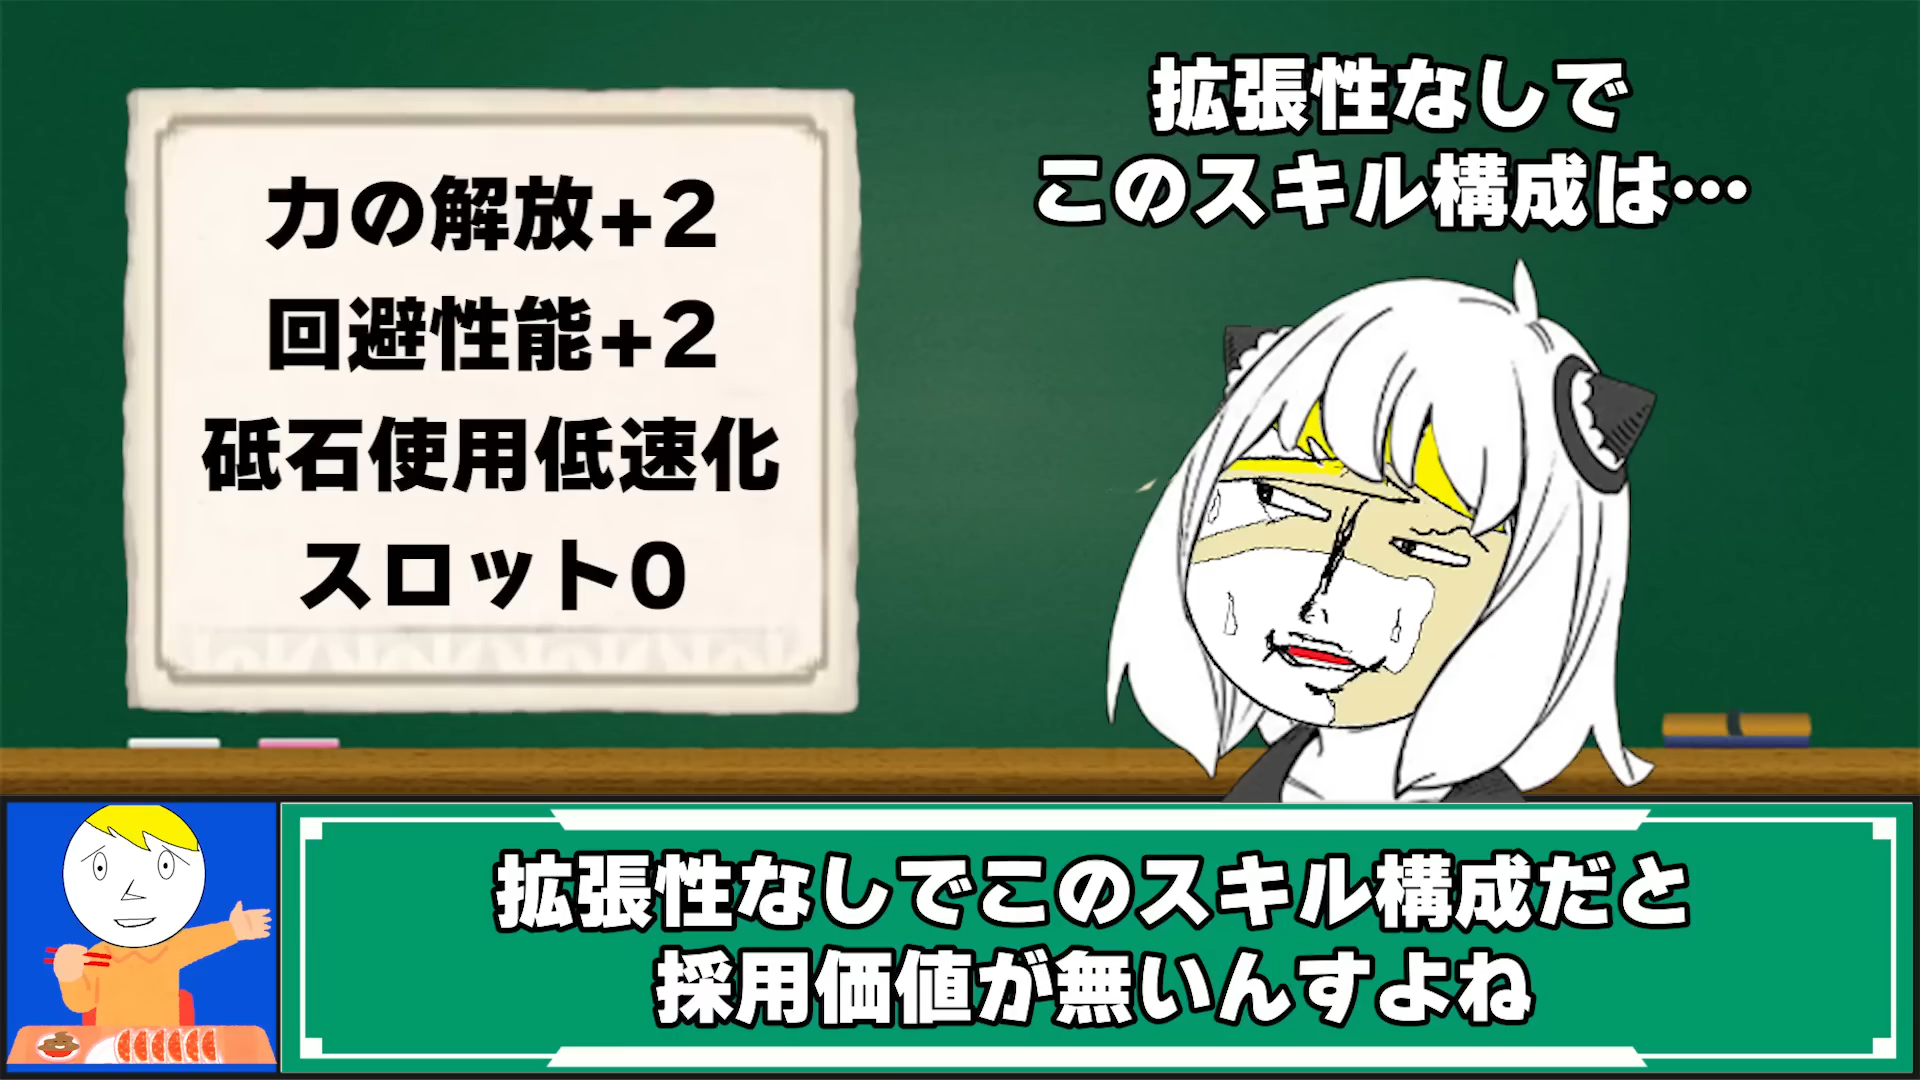 力の解放+2
回避性能+2
砥石使用低速化
スロット0
拡張性なしで
このスキル構成は…
拡張性なしでこのスキル構成だと
採用価値が無いんすよね